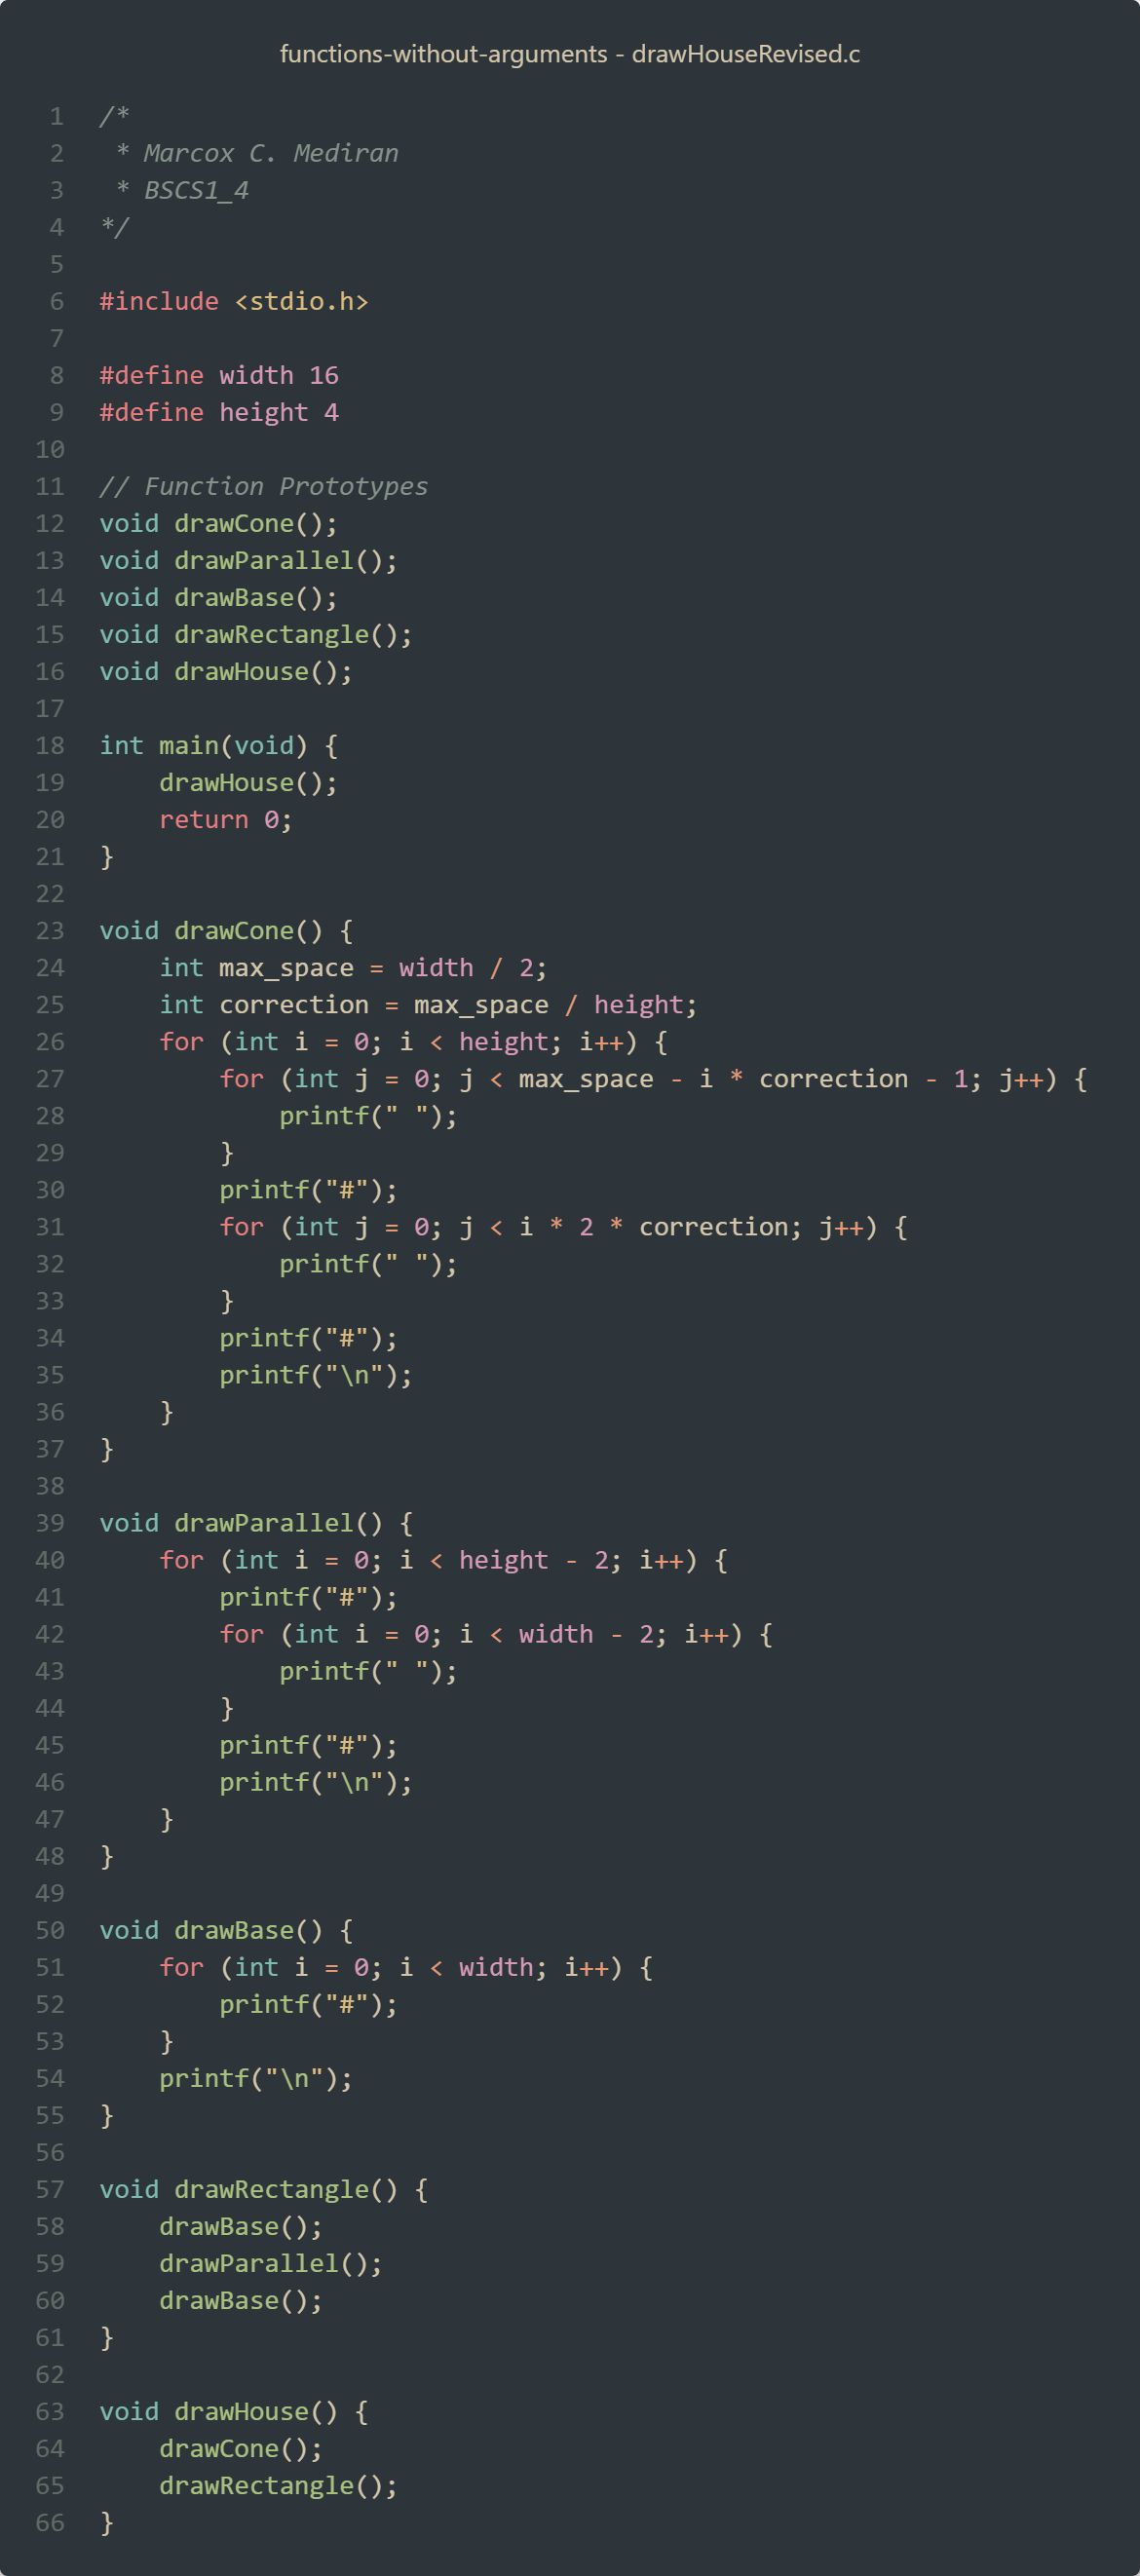 functions-without-arguments - drawHouseRevised.c
1 /*
2  * Marcox C. Mediran
3  * BSCS1_4
4 */
5
6 #include <stdio.h>
7
8 #define width 16
9 #define height 4
10
11 // Function Prototypes
12 void drawCone();
13 void drawParallel();
14 void drawBase();
15 void drawRectangle();
16 void drawHouse();
17
18 int main(void) {
19     drawHouse();
20     return 0;
21 }
22
23 void drawCone() {
24     int max_space = width / 2;
25     int correction = max_space / height;
26     for (int i = 0; i < height; i++) {
27         for (int j = 0; j < max_space - i * correction - 1; j++) {
28             printf(" ");
29         }
30         printf("#");
31         for (int j = 0; j < i * 2 * correction; j++) {
32             printf(" ");
33         }
34         printf("#");
35         printf("\n");
36     }
37 }
38
39 void drawParallel() {
40     for (int i = 0; i < height - 2; i++) {
41         printf("#");
42         for (int i = 0; i < width - 2; i++) {
43             printf(" ");
44         }
45         printf("#");
46         printf("\n");
47     }
48 }
49
50 void drawBase() {
51     for (int i = 0; i < width; i++) {
52         printf("#");
53     }
54     printf("\n");
55 }
56
57 void drawRectangle() {
58     drawBase();
59     drawParallel();
60     drawBase();
61 }
62
63 void drawHouse() {
64     drawCone();
65     drawRectangle();
66 }